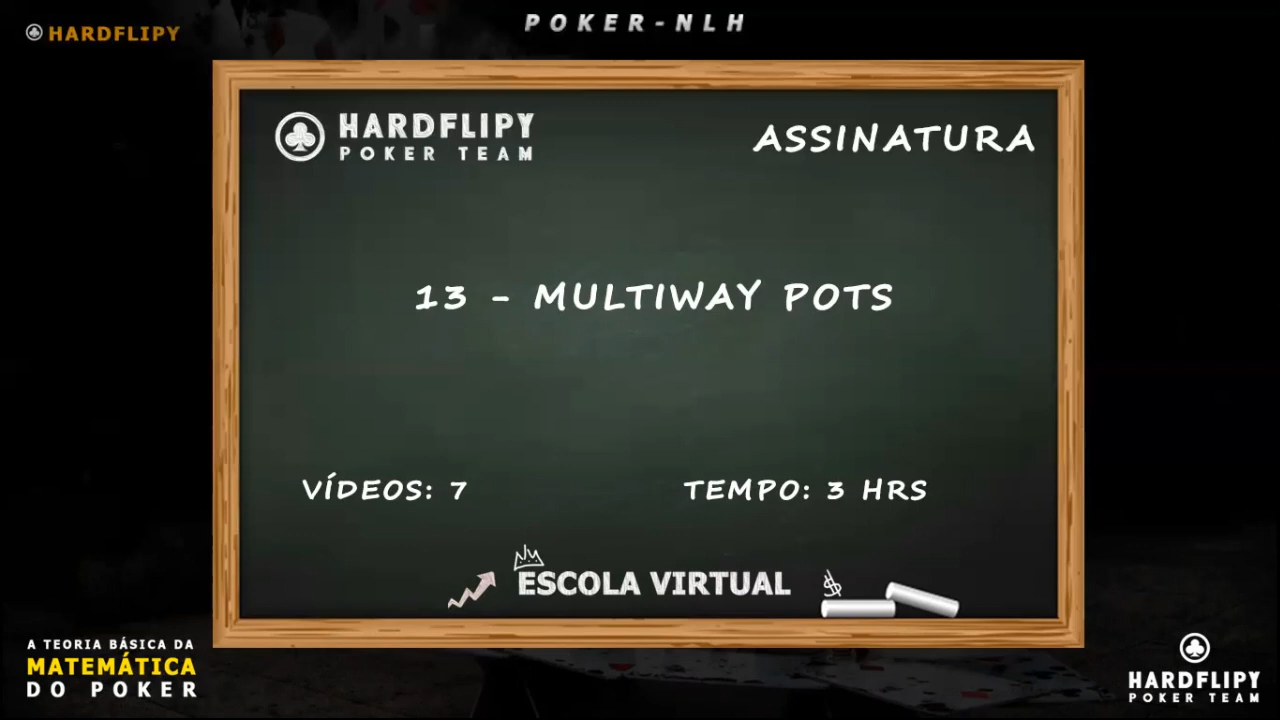 POKER-NLH
HARDFLIPY
HARDFLIPY
POKER TEAM
ASSINATURA
13 - MULTIWAY POTS
VÍDEOS: 7
TEMPO: 3 HRS
ESCOLA VIRTUAL
$
A TEORIA BÁSICA DA
MATEMÁTICA
DO POKER
HARDFLIPY
POKER TEAM